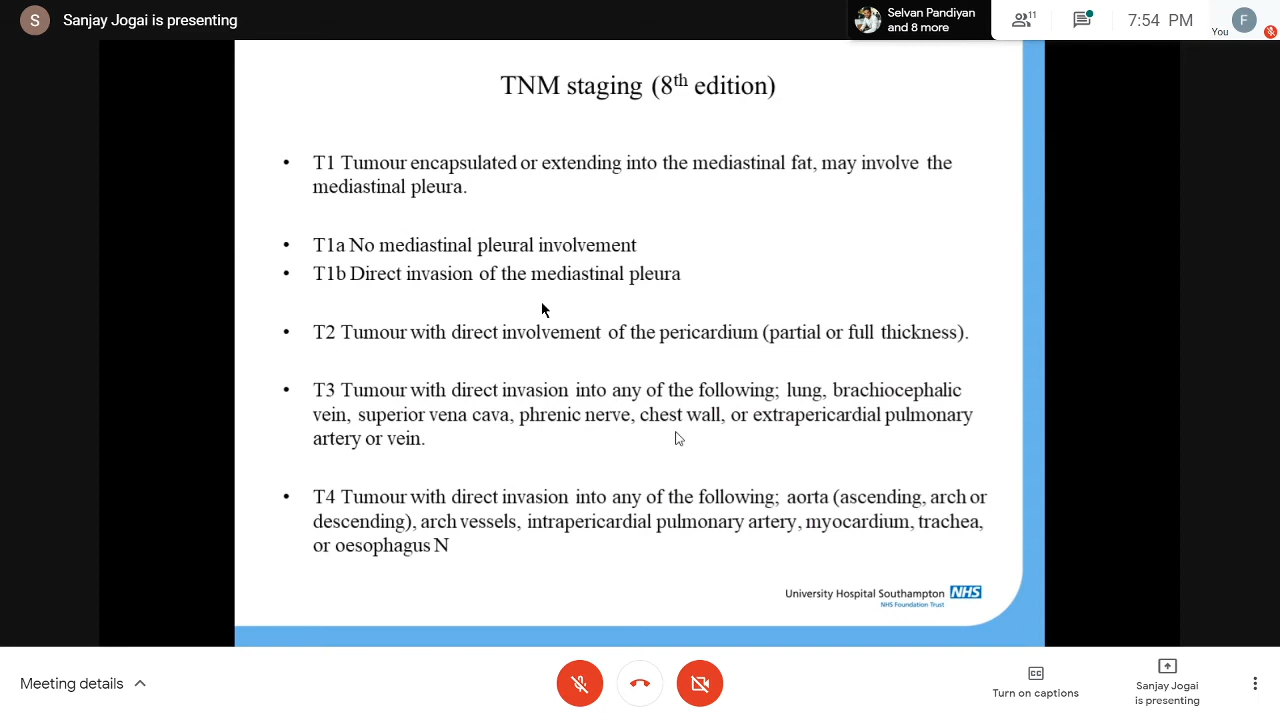 S
Sanjay Jogai is presenting
Selvan Pandiyan
and 8 more
11
7:54 PM
You
F
TNM staging (8th edition)
• T1 Tumour encapsulated or extending into the mediastinal fat, may involve the
mediastinal pleura.
• T1a No mediastinal pleural involvement
• T1b Direct invasion of the mediastinal pleura
• T2 Tumour with direct involvement of the pericardium (partial or full thickness).
• T3 Tumour with direct invasion into any of the following; lung, brachiocephalic
vein, superior vena cava, phrenic nerve, chest wall, or extrapericardial pulmonary
artery or vein.
• T4 Tumour with direct invasion into any of the following; aorta (ascending, arch or
descending), arch vessels, intrapericardial pulmonary artery, myocardium, trachea,
or oesophagus N
University Hospital Southampton NHS
NHS Foundation Trust
Meeting details
CC
Turn on captions
Sanjay Jogai
is presenting